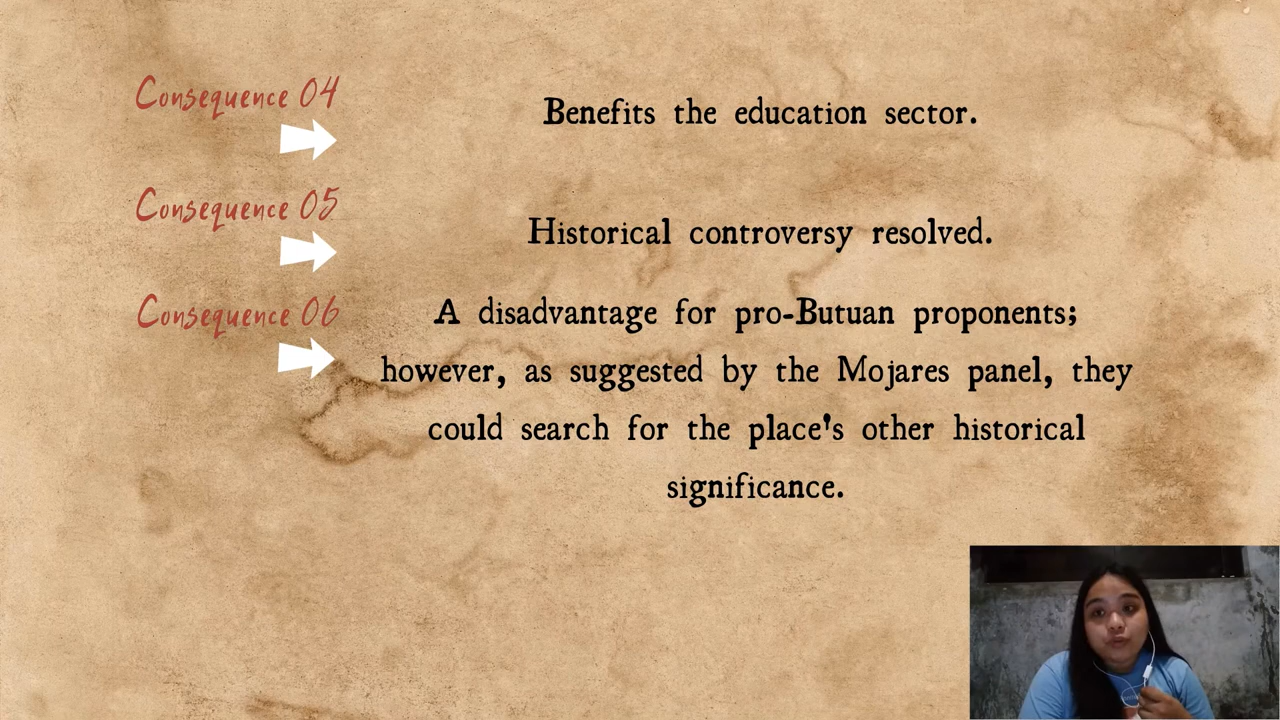 Consequence 04
Benefits the education sector.
Consequence 05
Historical controversy resolved.
Consequence 06
A disadvantage for pro-Butuan proponents;
however, as suggested by the Mojares panel, they
could search for the place's other historical
significance.